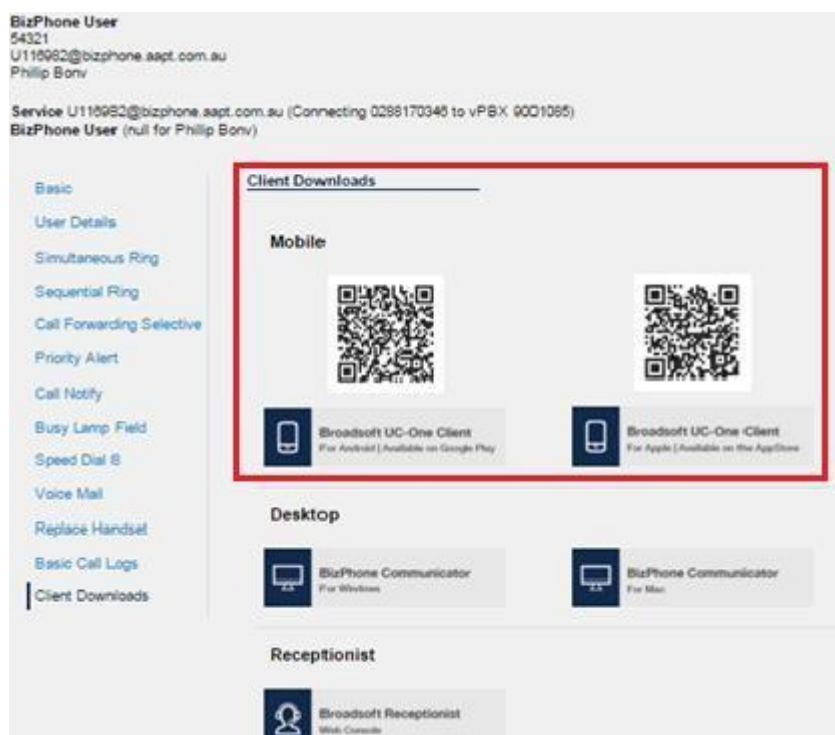 BizPhone User
54321
U116982@bizphone.aapt.com.au
Phillip Bonv
Service U116982@bizphone.aapt.com.au (Connecting 0288170346 to vPBX 9001085)
BizPhone User (null for Phillip Bonv)
Basic
User Details
Simultaneous Ring
Sequential Ring
Call Forwarding Selective
Priority Alert
Call Notify
Busy Lamp Field
Speed Dial 8
Voice Mail
Replace Handset
Basic Call Logs
Client Downloads
Client Downloads
Mobile
Broadsoft UC-One Client
For Android | Available on Google Play
Broadsoft UC-One Client
For Apple | Available on the AppStore
Desktop
BizPhone Communicator
For Windows
BizPhone Communicator
For Mac
Receptionist
Broadsoft Receptionist
Web Console